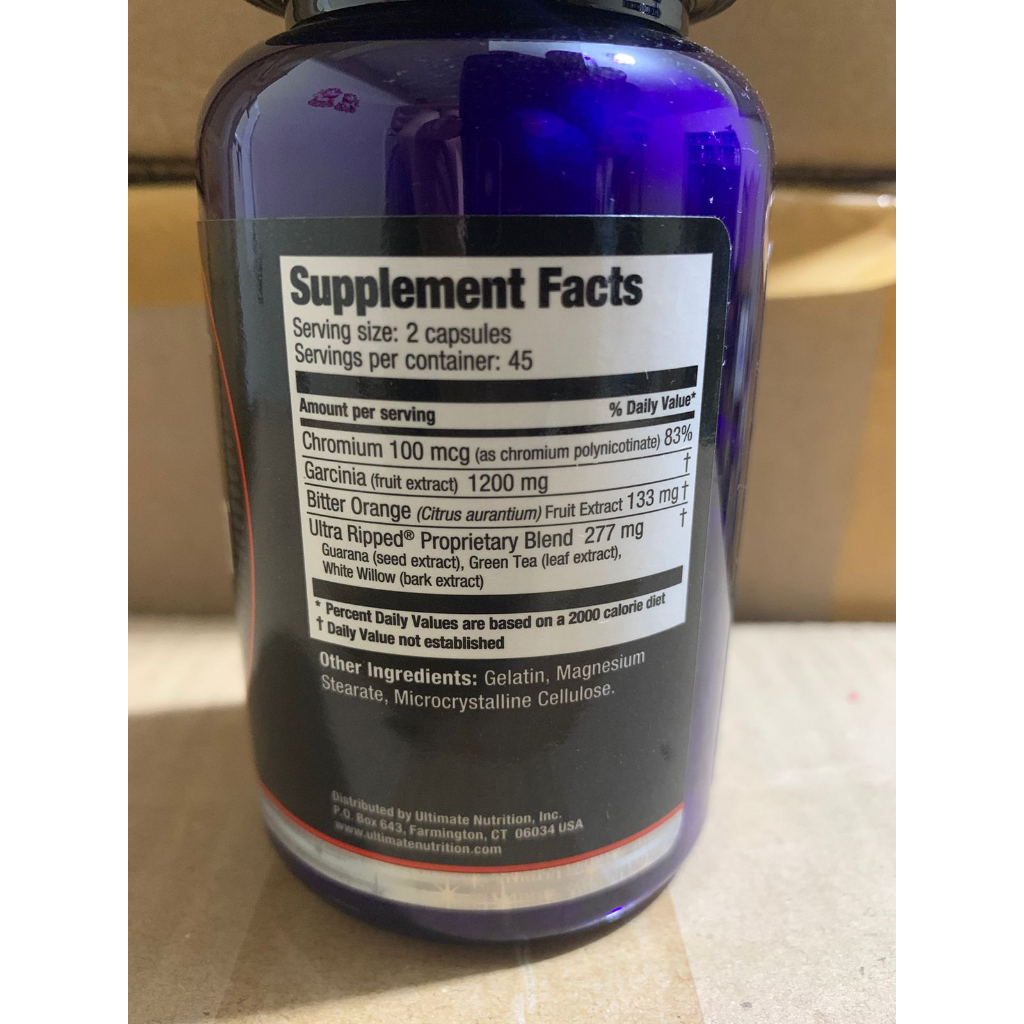 Supplement Facts
Serving size: 2 capsules
Servings per container: 45
Amount per serving % Daily Value*
Chromium 100 mcg (as chromium polynicotinate) 83%
Garcinia (fruit extract) 1200 mg †
Bitter Orange (Citrus aurantium) Fruit Extract 133 mg †
Ultra Ripped® Proprietary Blend 277 mg †
Guarana (seed extract), Green Tea (leaf extract),
White Willow (bark extract)
* Percent Daily Values are based on a 2000 calorie diet
† Daily Value not established
Other Ingredients: Gelatin, Magnesium
Stearate, Microcrystalline Cellulose.
Distributed by Ultimate Nutrition, Inc.
P.O. Box 643, Farmington, CT 06034 USA
www.ultimatenutrition.com